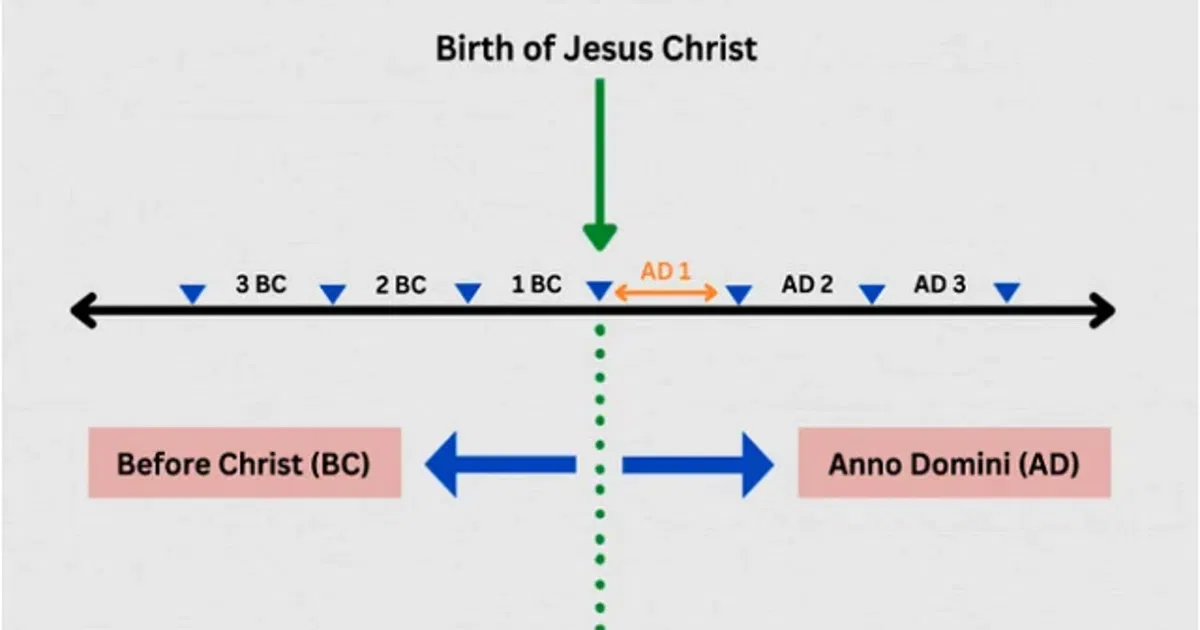 Birth of Jesus Christ
3 BC 2 BC 1 BC AD 1 AD 2 AD 3
Before Christ (BC) Anno Domini (AD)